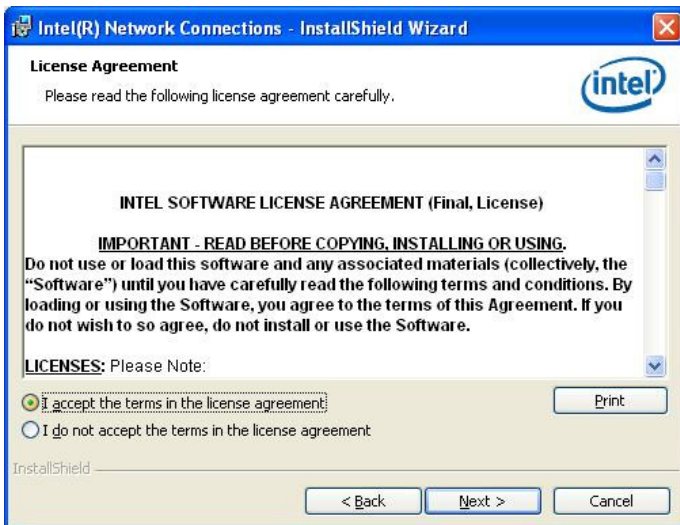 Intel(R) Network Connections - InstallShield Wizard
License Agreement
Please read the following license agreement carefully.
intel
INTEL SOFTWARE LICENSE AGREEMENT (Final, License)
IMPORTANT - READ BEFORE COPYING, INSTALLING OR USING.
Do not use or load this software and any associated materials (collectively, the
“Software”) until you have carefully read the following terms and conditions. By
loading or using the Software, you agree to the terms of this Agreement. If you
do not wish to so agree, do not install or use the Software.
LICENSES: Please Note:
I accept the terms in the license agreement
Print
I do not accept the terms in the license agreement
InstallShield
< Back
Next >
Cancel